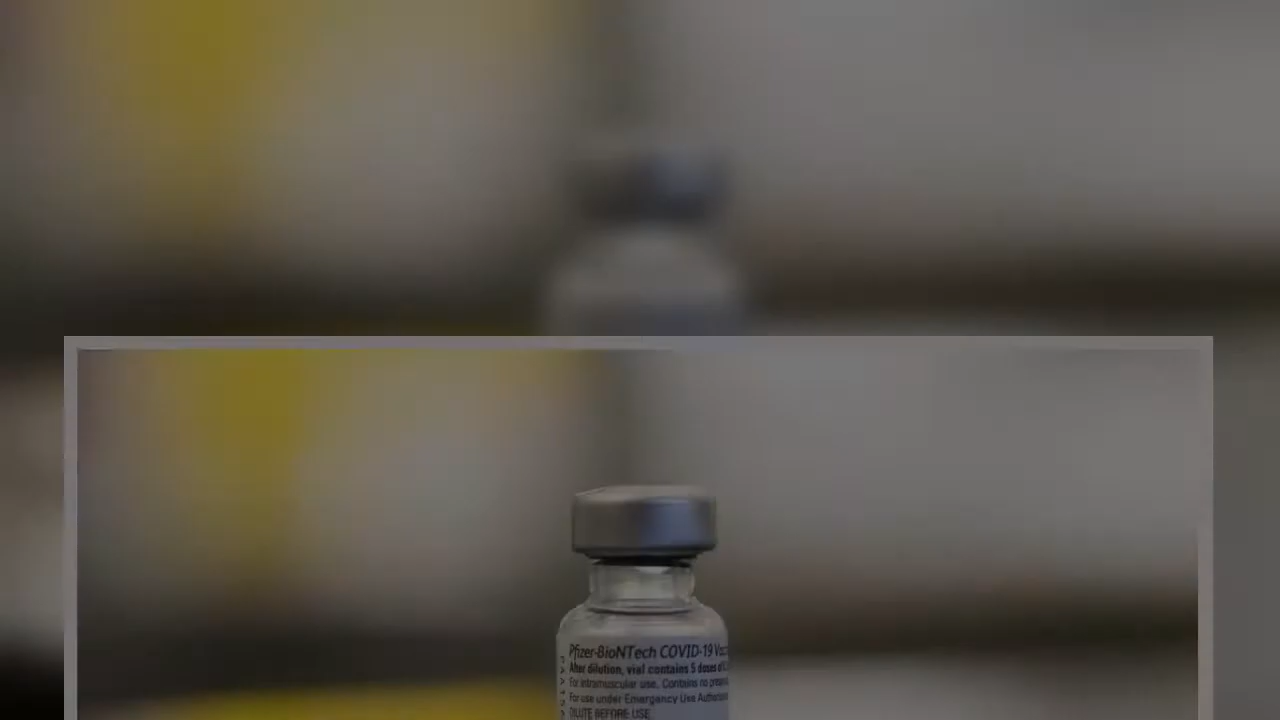 Pfizer-BioNTech COVID-19
After dilution, vial contains 5 doses of
For intramuscular use. Contains no
For use under Emergency Use
DILUTE BEFORE USE